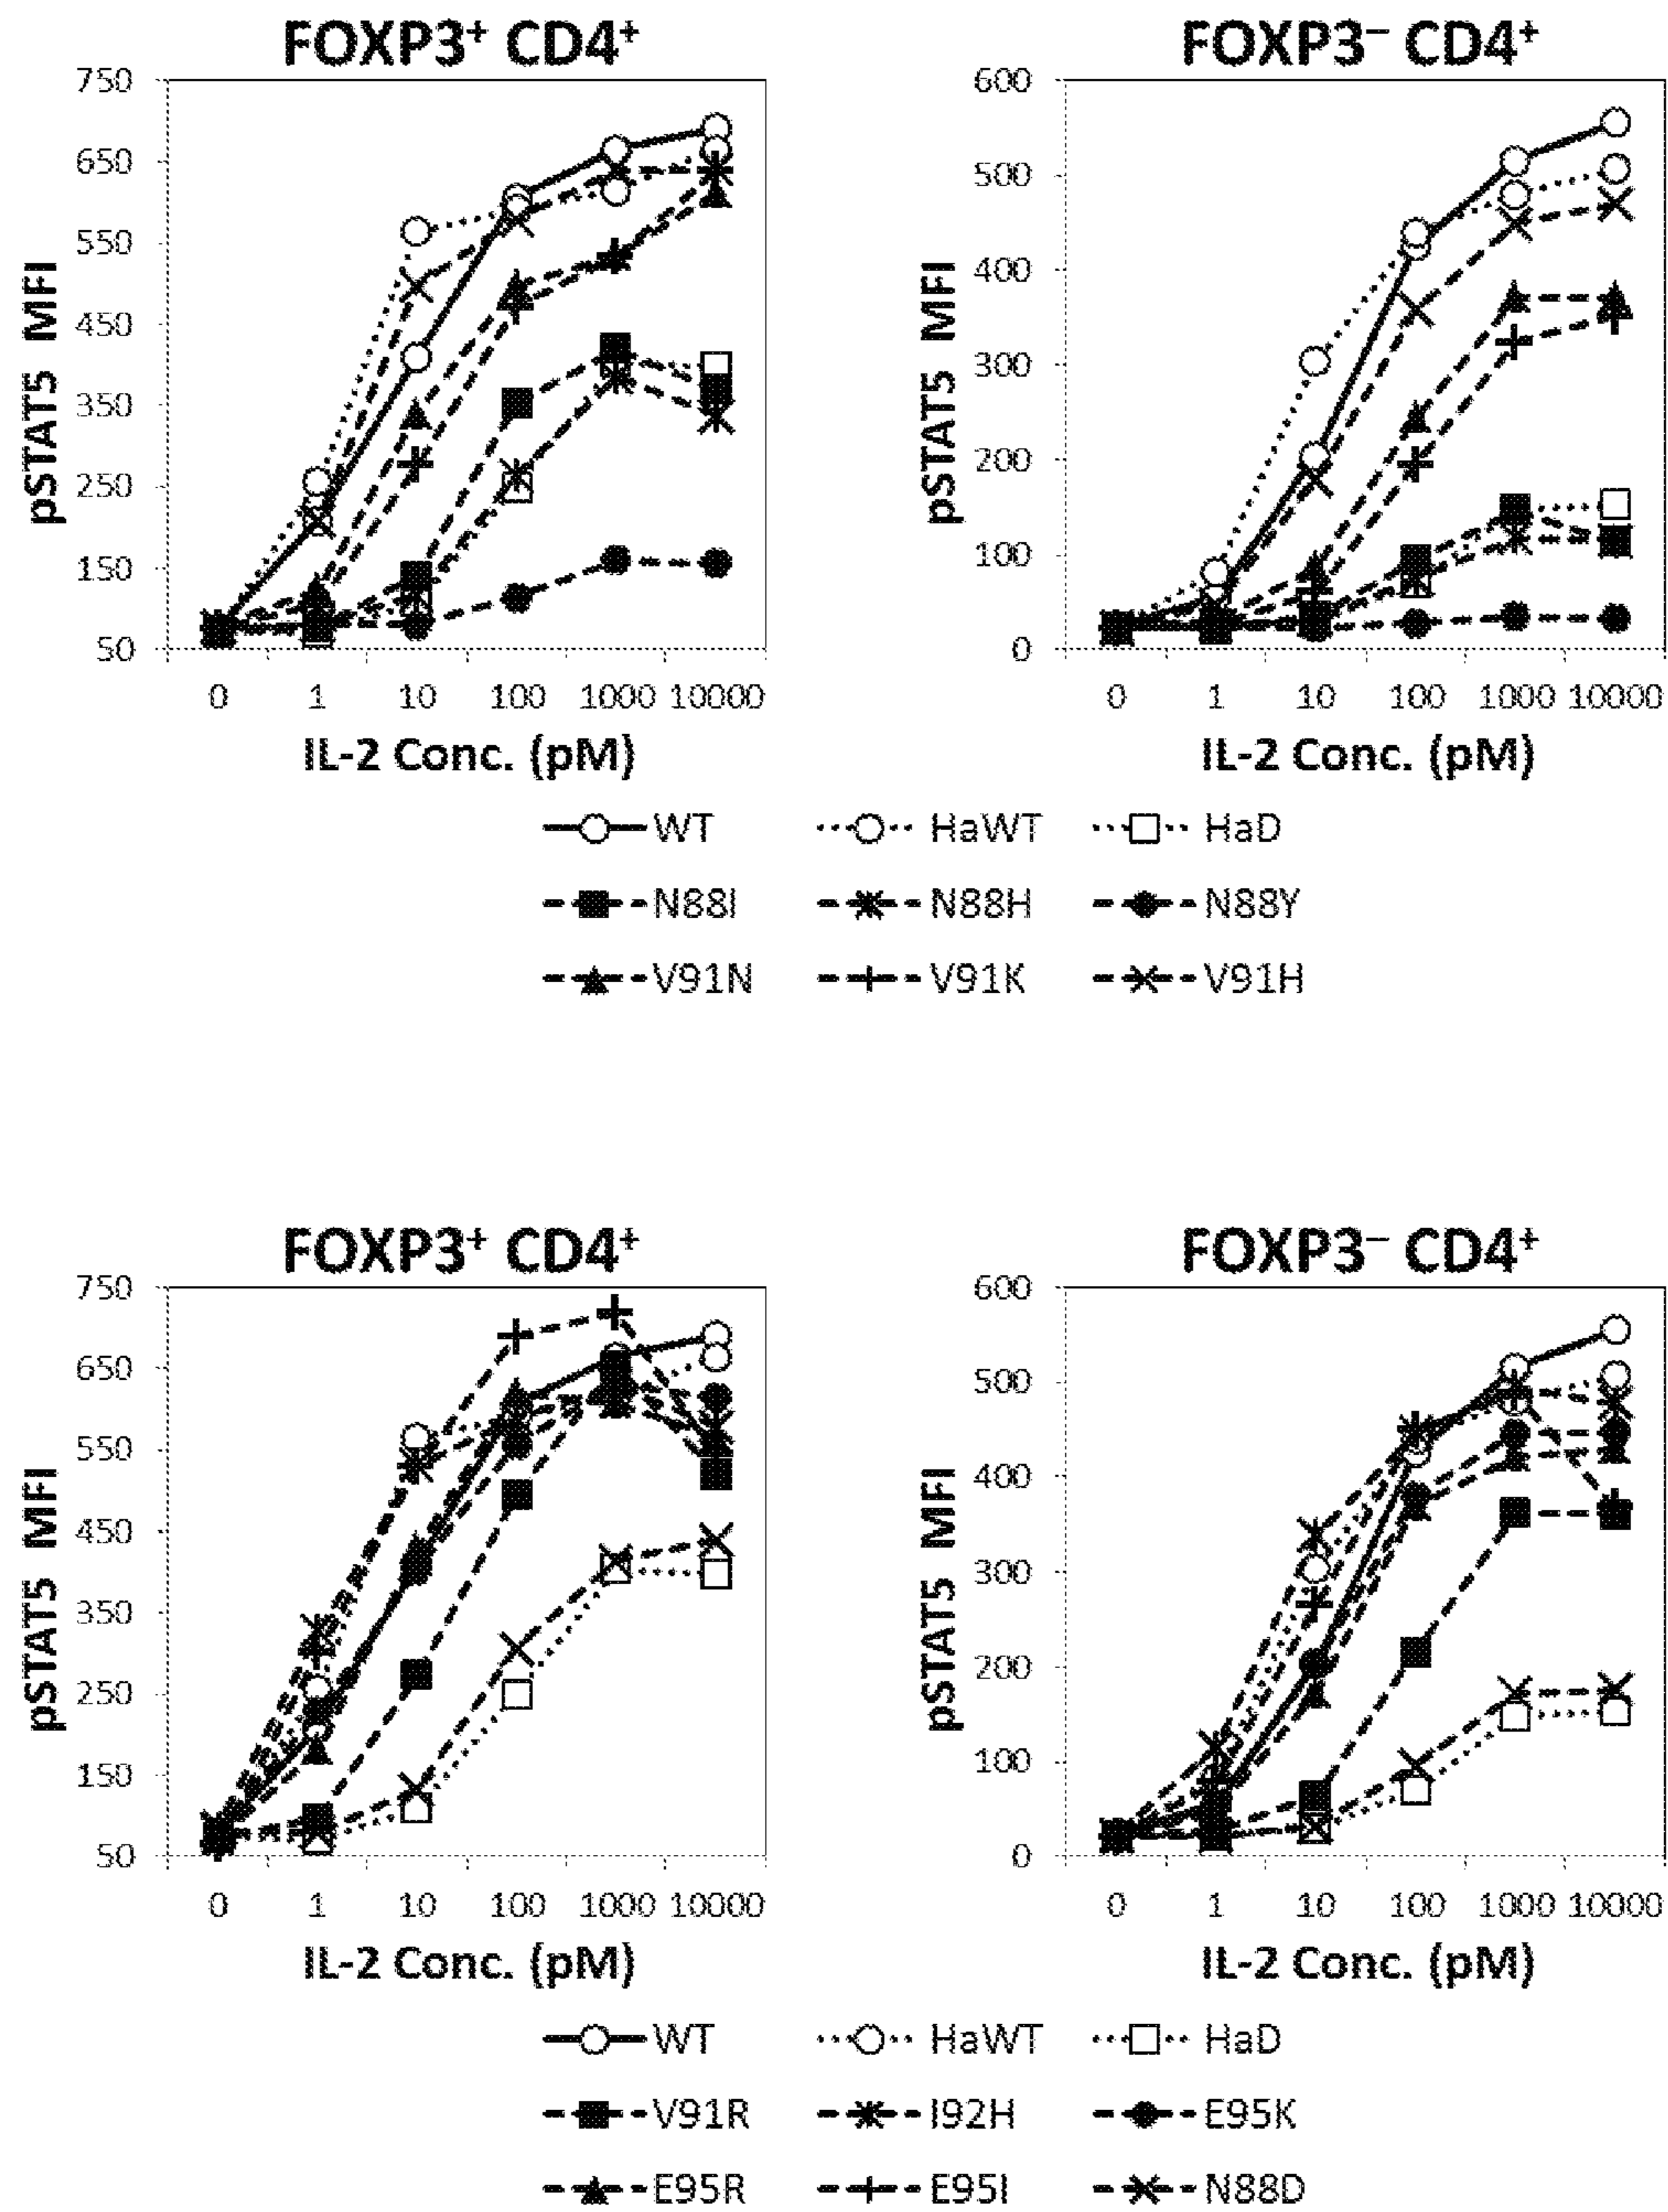 FOXP3⁺ CD4⁺
FOXP3⁻ CD4⁺
pSTAT5 MFI
750
650
550
450
350
250
150
50
0 1 10 100 1000 10000
IL-2 Conc. (pM)
pSTAT5 MFI
600
500
400
300
200
100
0
0 1 10 100 1000 10000
IL-2 Conc. (pM)
WT HaWT HaD
N88I N88H N88Y
V91N V91K V91H
FOXP3⁺ CD4⁺
FOXP3⁻ CD4⁺
pSTAT5 MFI
750
650
550
450
350
250
150
50
0 1 10 100 1000 10000
IL-2 Conc. (pM)
pSTAT5 MFI
600
500
400
300
200
100
0
0 1 10 100 1000 10000
IL-2 Conc. (pM)
WT HaWT HaD
V91R I92H E95K
E95R E95I N88D